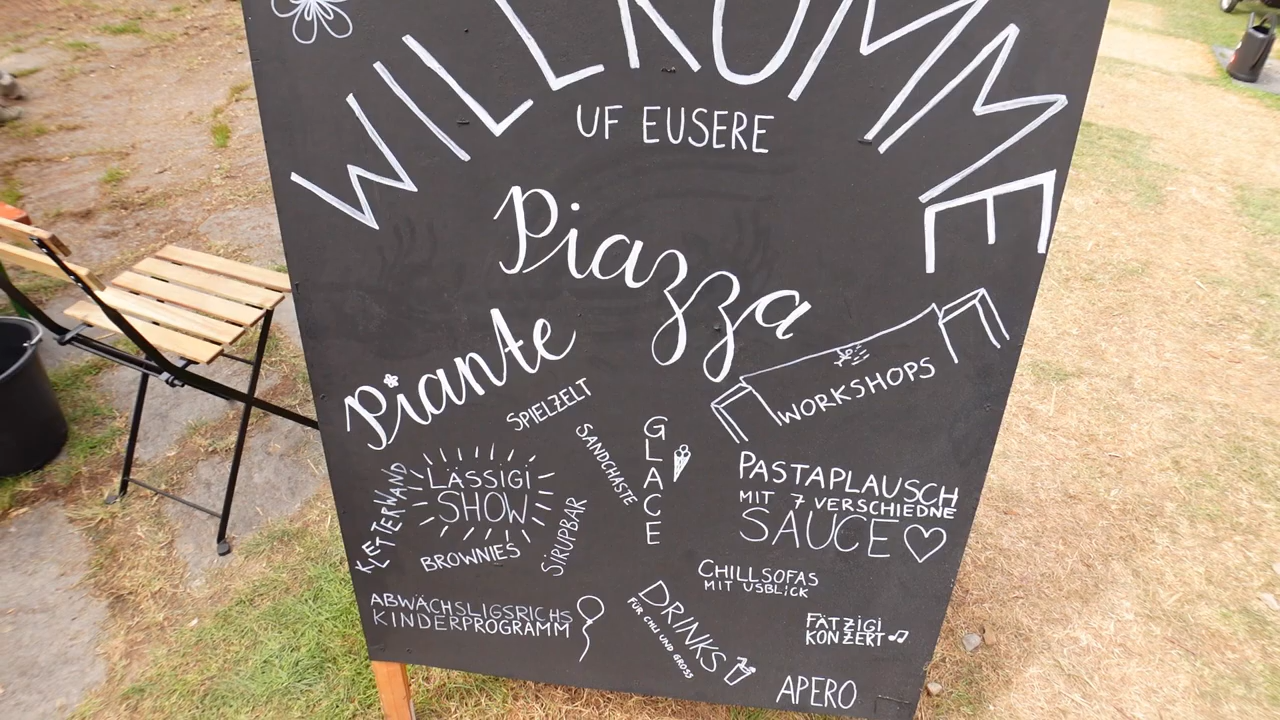 WILLKOMME
UF EUSERE
Piazza
Piante
WORKSHOPS
SPIELZELT
SANDCHASTE
GLACE
KLETTERWAND
LÄSSIGI
SHOW
BROWNIES
SIRUPBAR
PASTAPLAUSCH
MIT 7 VERSCHIEDNE
SAUCE
CHILLSOFAS
MIT USBLICK
ABWÄCHSLIGSRICHS
KINDERPROGRAMM
DRINKS
FÜR CHLI UND GROSS
FÄTZIGI
KONZERT
APERO